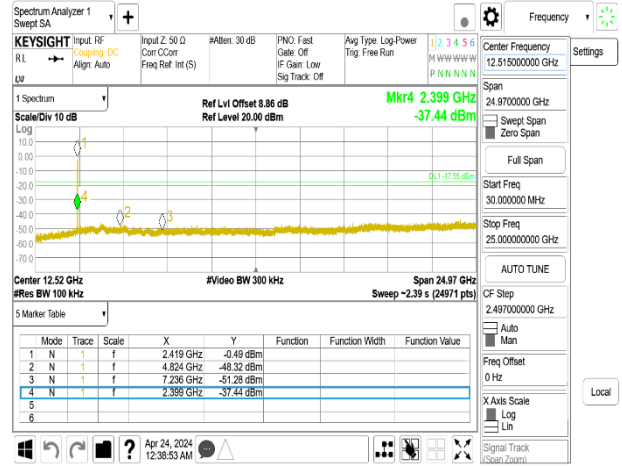 Spectrum Analyzer 1
Swept SA
Frequency
KEYSIGHT Input: RF Input Z: 50 Ω #Atten: 30 dB PNO: Fast Avg Type: Log-Power 1 2 3 4 5 6
RL Coupling: DC Corr CCorr Gate: Off Trig: Free Run M W W W W W
Align: Auto Freq Ref: Int (S) IF Gain: Low
Sig Track: Off P N N N N N
Center Frequency
12.515000000 GHz
Settings
1 Spectrum
Ref Lvl Offset 8.86 dB
Mkr4 2.399 GHz
Scale/Div 10 dB
Ref Level 20.00 dBm
-37.44 dBm
Log
10.0
0.00
-10.0
-20.0
-30.0
-40.0
-50.0
-60.0
-70.0
1
4
2
3
DL1 -17.55 dBm
Center 12.52 GHz #Video BW 300 kHz Span 24.97 GHz
#Res BW 100 kHz Sweep ~2.39 s (24971 pts)
Span
24.9700000 GHz
Swept Span
Zero Span
Full Span
Start Freq
30.000000 MHz
Stop Freq
25.000000000 GHz
AUTO TUNE
CF Step
2.497000000 GHz
Auto
Man
Freq Offset
0 Hz
X Axis Scale
Log
Lin
Signal Track
(Span Zoom)
Local
5 Marker Table
Mode Trace Scale X Y Function Function Width Function Value
1 N 1 f 2.419 GHz -0.49 dBm
2 N 1 f 4.824 GHz -48.32 dBm
3 N 1 f 7.236 GHz -51.28 dBm
4 N 1 f 2.399 GHz -37.44 dBm
5
6
?
Apr 24, 2024
12:38:53 AM